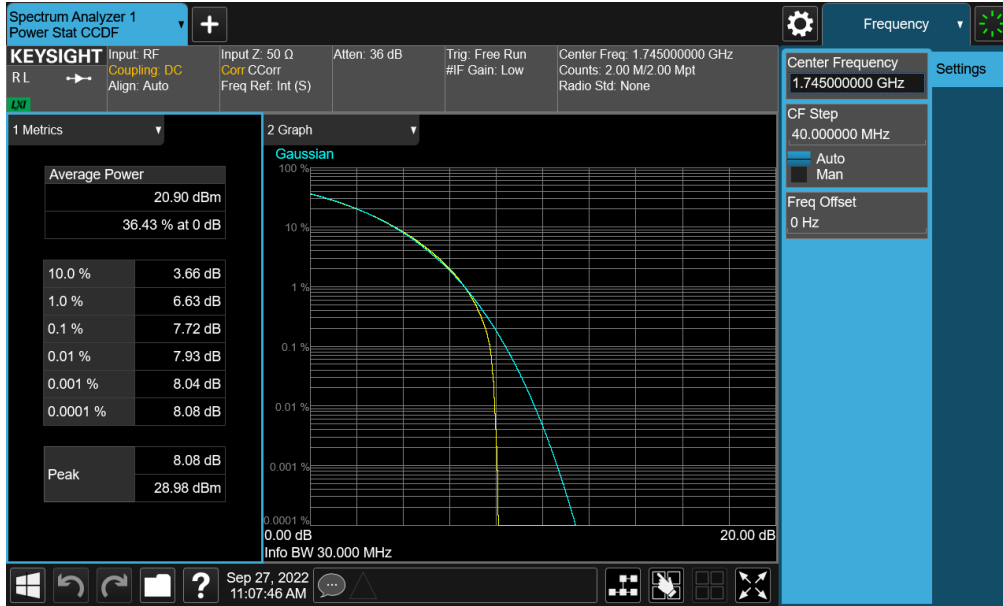 Spectrum Analyzer 1
Power Stat CCDF
Frequency
KEYSIGHT
R L
LXI
Input: RF
Coupling: DC
Align: Auto
Input Z: 50 Ω
Corr CCorr
Freq Ref: Int (S)
Atten: 36 dB
Trig: Free Run
#IF Gain: Low
Center Freq: 1.745000000 GHz
Counts: 2.00 M/2.00 Mpt
Radio Std: None
Center Frequency
1.745000000 GHz
Settings
CF Step
40.000000 MHz
Auto
Man
Freq Offset
0 Hz
1 Metrics
Average Power
20.90 dBm
36.43 % at 0 dB
10.0 % 3.66 dB
1.0 % 6.63 dB
0.1 % 7.72 dB
0.01 % 7.93 dB
0.001 % 8.04 dB
0.0001 % 8.08 dB
Peak
8.08 dB
28.98 dBm
2 Graph
Gaussian
100 %
10 %
1 %
0.1 %
0.01 %
0.001 %
0.0001 %
0.00 dB 20.00 dB
Info BW 30.000 MHz
?
Sep 27, 2022
11:07:46 AM